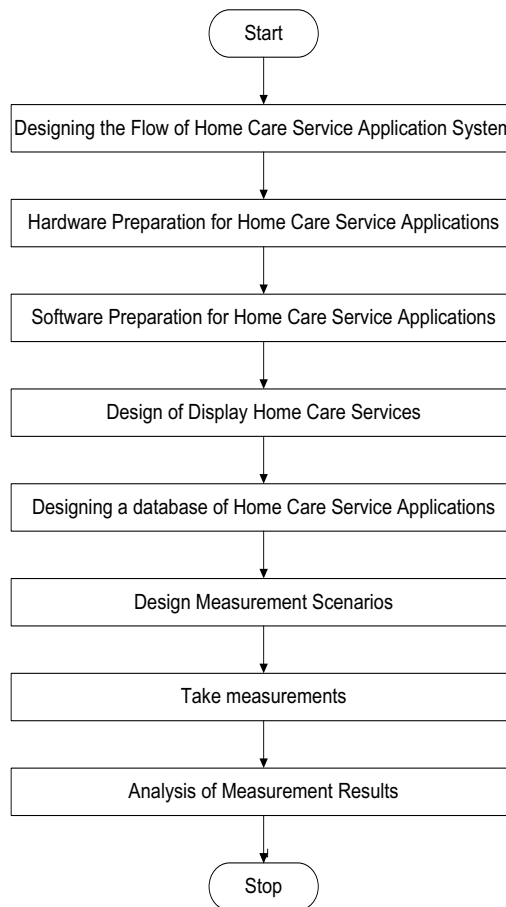 Start
Designing the Flow of Home Care Service Application System
Hardware Preparation for Home Care Service Applications
Software Preparation for Home Care Service Applications
Design of Display Home Care Services
Designing a database of Home Care Service Applications
Design Measurement Scenarios
Take measurements
Analysis of Measurement Results
Stop